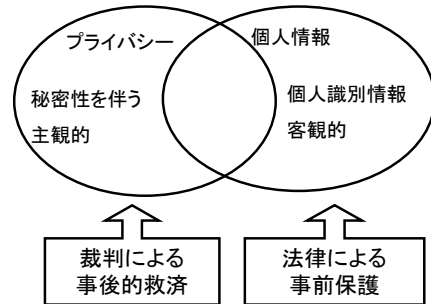 プライバシー
個人情報
秘密性を伴う
主観的
個人識別情報
客観的
裁判による
事後的救済
法律による
事前保護